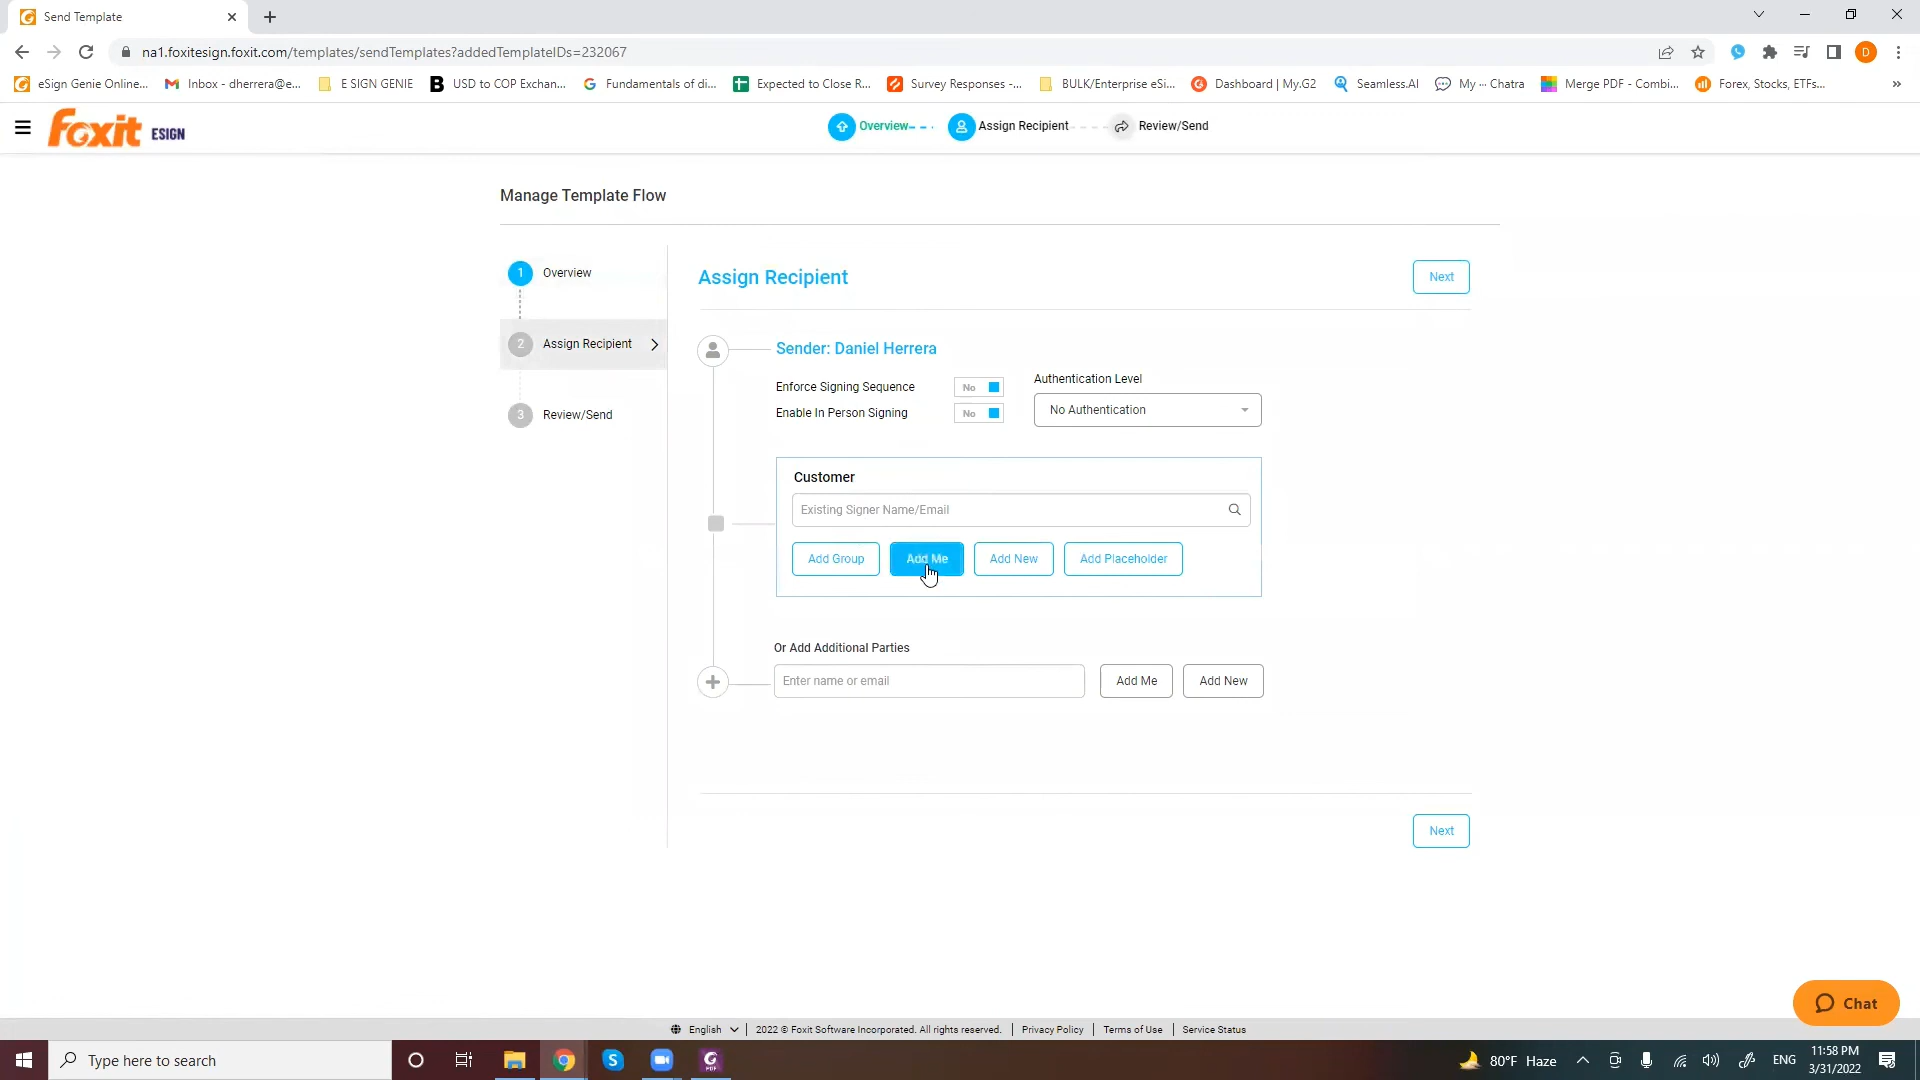 Send Template
na1.foxitesign.foxit.com/templates/sendTemplates?addedTemplateIDs=232067
D
eSign Genie Online... Inbox - dherrera@e... E SIGN GENIE USD to COP Exchan... Fundamentals of di... Expected to Close R... Survey Responses -... BULK/Enterprise eSi... Dashboard | My.G2 Seamless.AI My ··· Chatra Merge PDF - Combi... Forex, Stocks, ETFs... »
foxit ESIGN
Overview Assign Recipient Review/Send
Manage Template Flow
1 Overview
2 Assign Recipient
3 Review/Send
Assign Recipient
Next
Sender: Daniel Herrera
Enforce Signing Sequence No
Enable In Person Signing No
Authentication Level
No Authentication
Customer
Existing Signer Name/Email
Add Group Add Me Add New Add Placeholder
Or Add Additional Parties
Enter name or email Add Me Add New
Next
Chat
English | 2022 © Foxit Software Incorporated. All rights reserved. | Privacy Policy | Terms of Use | Service Status
Type here to search
80°F Haze ENG
11:58 PM
3/31/2022